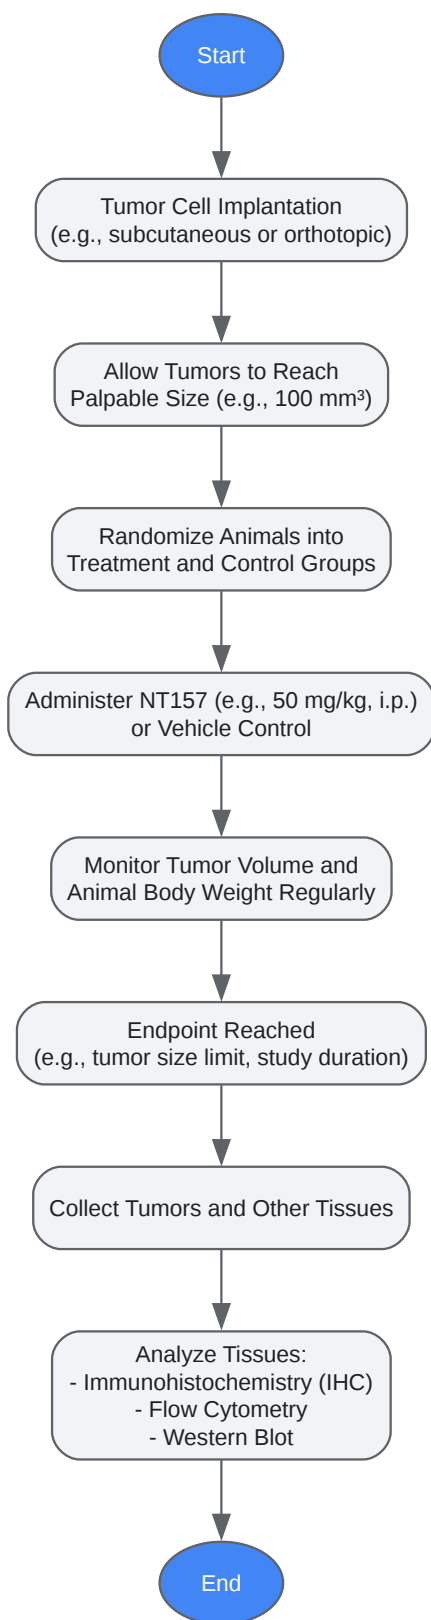 Start
Tumor Cell Implantation
(e.g., subcutaneous or orthotopic)
Allow Tumors to Reach
Palpable Size (e.g., 100 mm³)
Randomize Animals into
Treatment and Control Groups
Administer NT157 (e.g., 50 mg/kg, i.p.)
or Vehicle Control
Monitor Tumor Volume and
Animal Body Weight Regularly
Endpoint Reached
(e.g., tumor size limit, study duration)
Collect Tumors and Other Tissues
Analyze Tissues:
- Immunohistochemistry (IHC)
- Flow Cytometry
- Western Blot
End